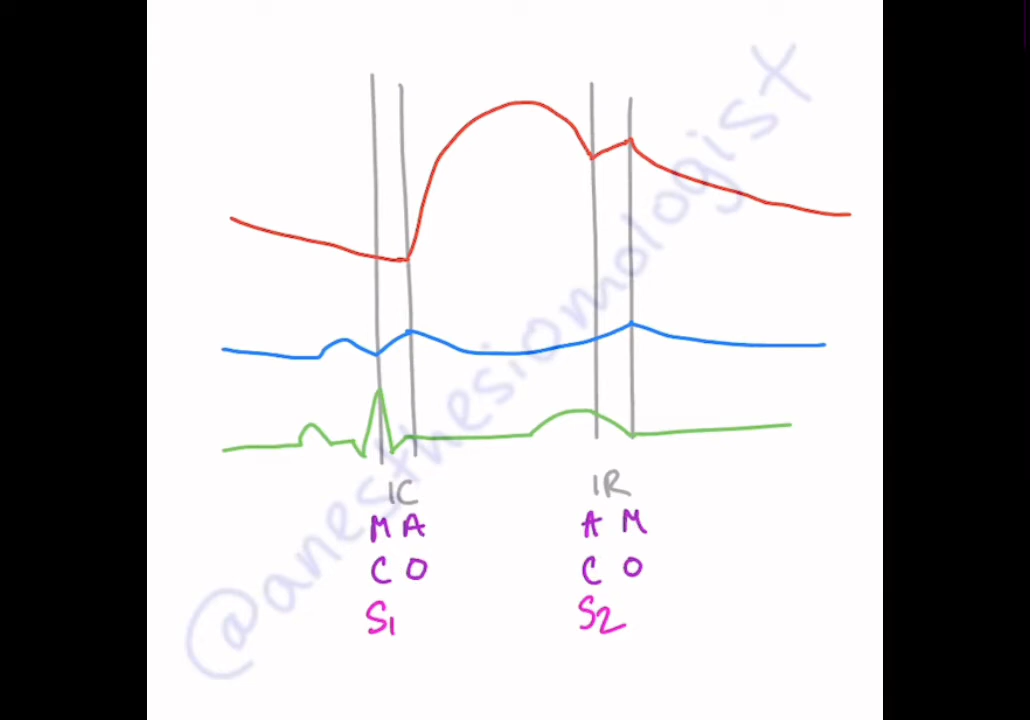 @anesthesiomologist
IC IR
M A A M
C O C O
S1 S2